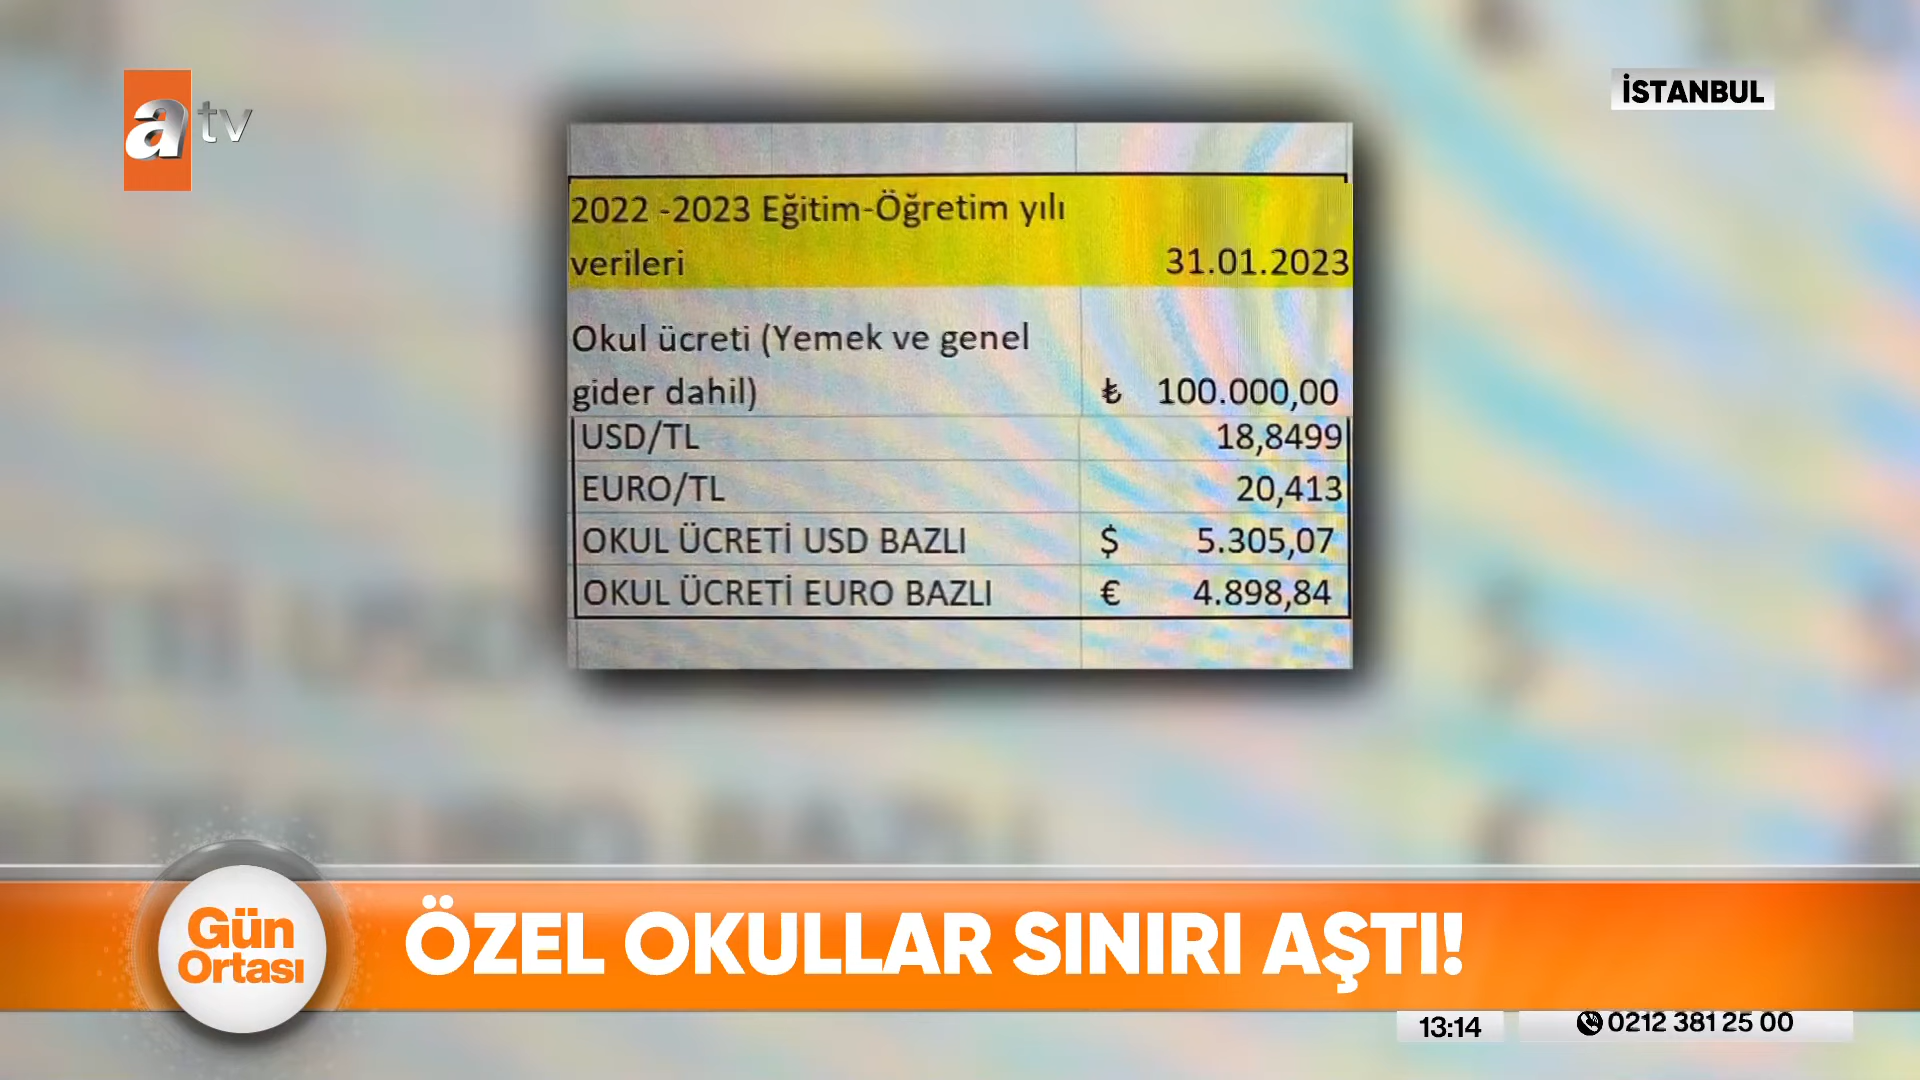 a tv
İSTANBUL
2022 -2023 Eğitim-Öğretim yılı
verileri 31.01.2023
Okul ücreti (Yemek ve genel
gider dahil) ₺ 100.000,00
USD/TL 18,8499
EURO/TL 20,413
OKUL ÜCRETİ USD BAZLI $ 5.305,07
OKUL ÜCRETİ EURO BAZLI € 4.898,84
Gün
Ortası
ÖZEL OKULLAR SINIRI AŞTI!
13:14
0212 381 25 00